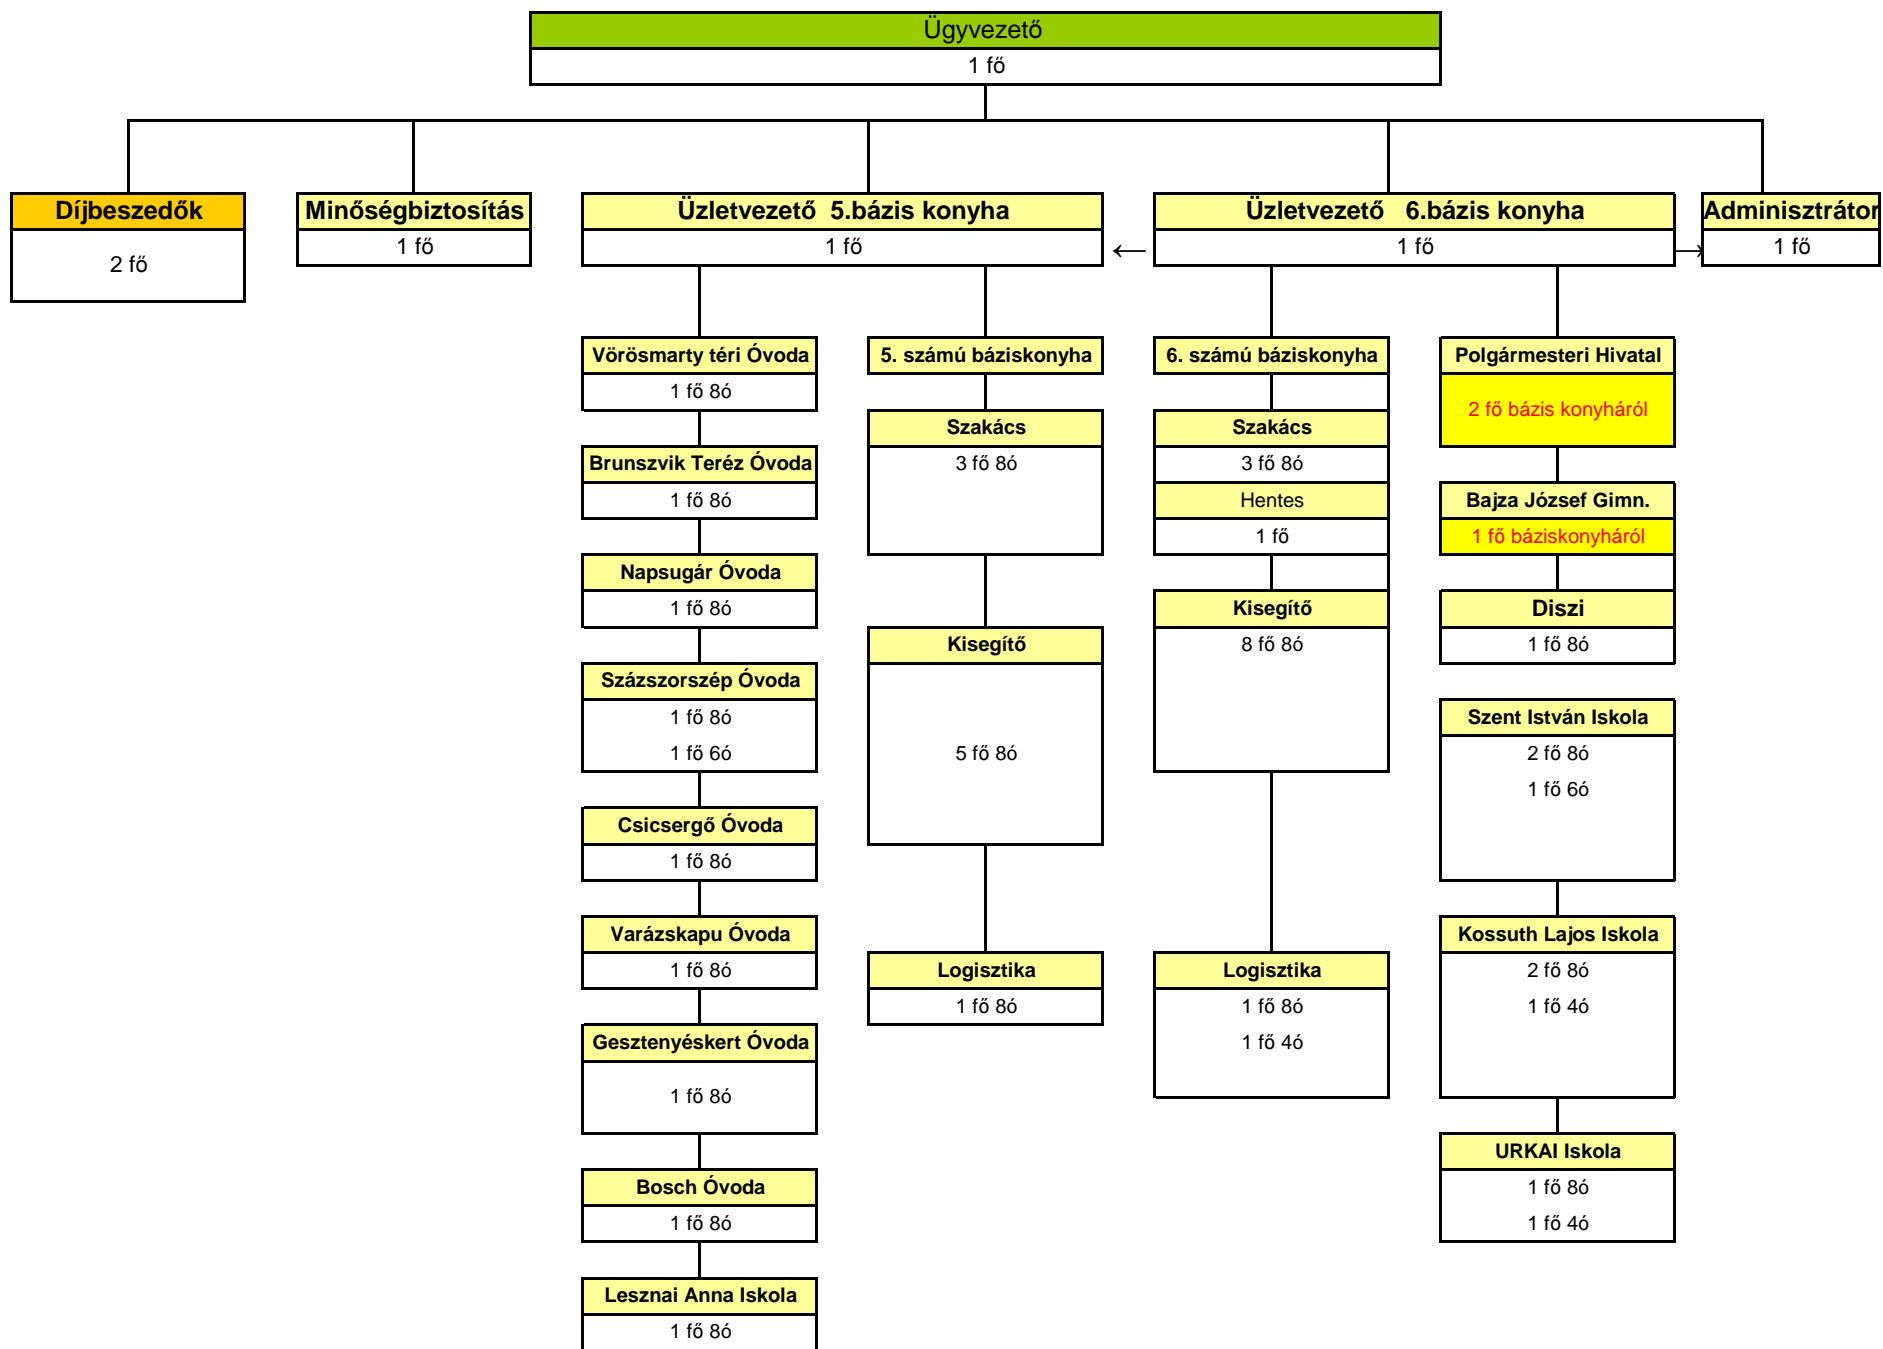 Ügyvezető
1 fő
Díjbeszedők
2 fő
Minőségbiztosítás
1 fő
Üzletvezető 5.bázis konyha
1 fő
←
Üzletvezető 6.bázis konyha
1 fő
→
Adminisztrátor
1 fő
Vörösmarty téri Óvoda
1 fő 8ó
Brunszvik Teréz Óvoda
1 fő 8ó
Napsugár Óvoda
1 fő 8ó
Százszorszép Óvoda
1 fő 8ó
1 fő 6ó
Csicsergő Óvoda
1 fő 8ó
Varázskapu Óvoda
1 fő 8ó
Gesztenyéskert Óvoda
1 fő 8ó
Bosch Óvoda
1 fő 8ó
Lesznai Anna Iskola
1 fő 8ó
5. számú báziskonyha
Szakács
3 fő 8ó
Kisegítő
5 fő 8ó
Logisztika
1 fő 8ó
6. számú báziskonyha
Szakács
3 fő 8ó
Hentes
1 fő
Kisegítő
8 fő 8ó
Logisztika
1 fő 8ó
1 fő 4ó
Polgármesteri Hivatal
2 fő bázis konyháról
Bajza József Gimn.
1 fő báziskonyháról
Diszi
1 fő 8ó
Szent István Iskola
2 fő 8ó
1 fő 6ó
Kossuth Lajos Iskola
2 fő 8ó
1 fő 4ó
URKAI Iskola
1 fő 8ó
1 fő 4ó